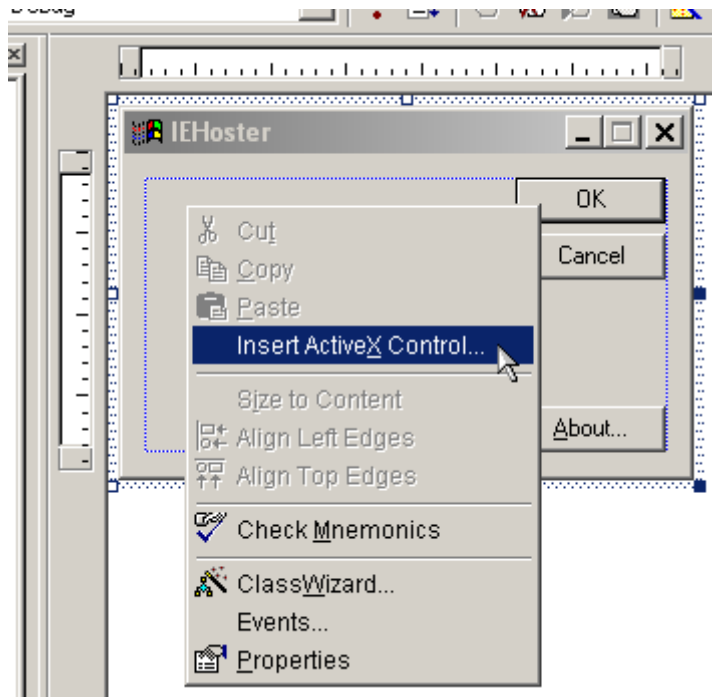 Debug
IEHoster
OK
Cut
Cancel
Copy
Paste
Insert ActiveX Control...
Size to Content
About...
Align Left Edges
Align Top Edges
Check Mnemonics
ClassWizard...
Events...
Properties